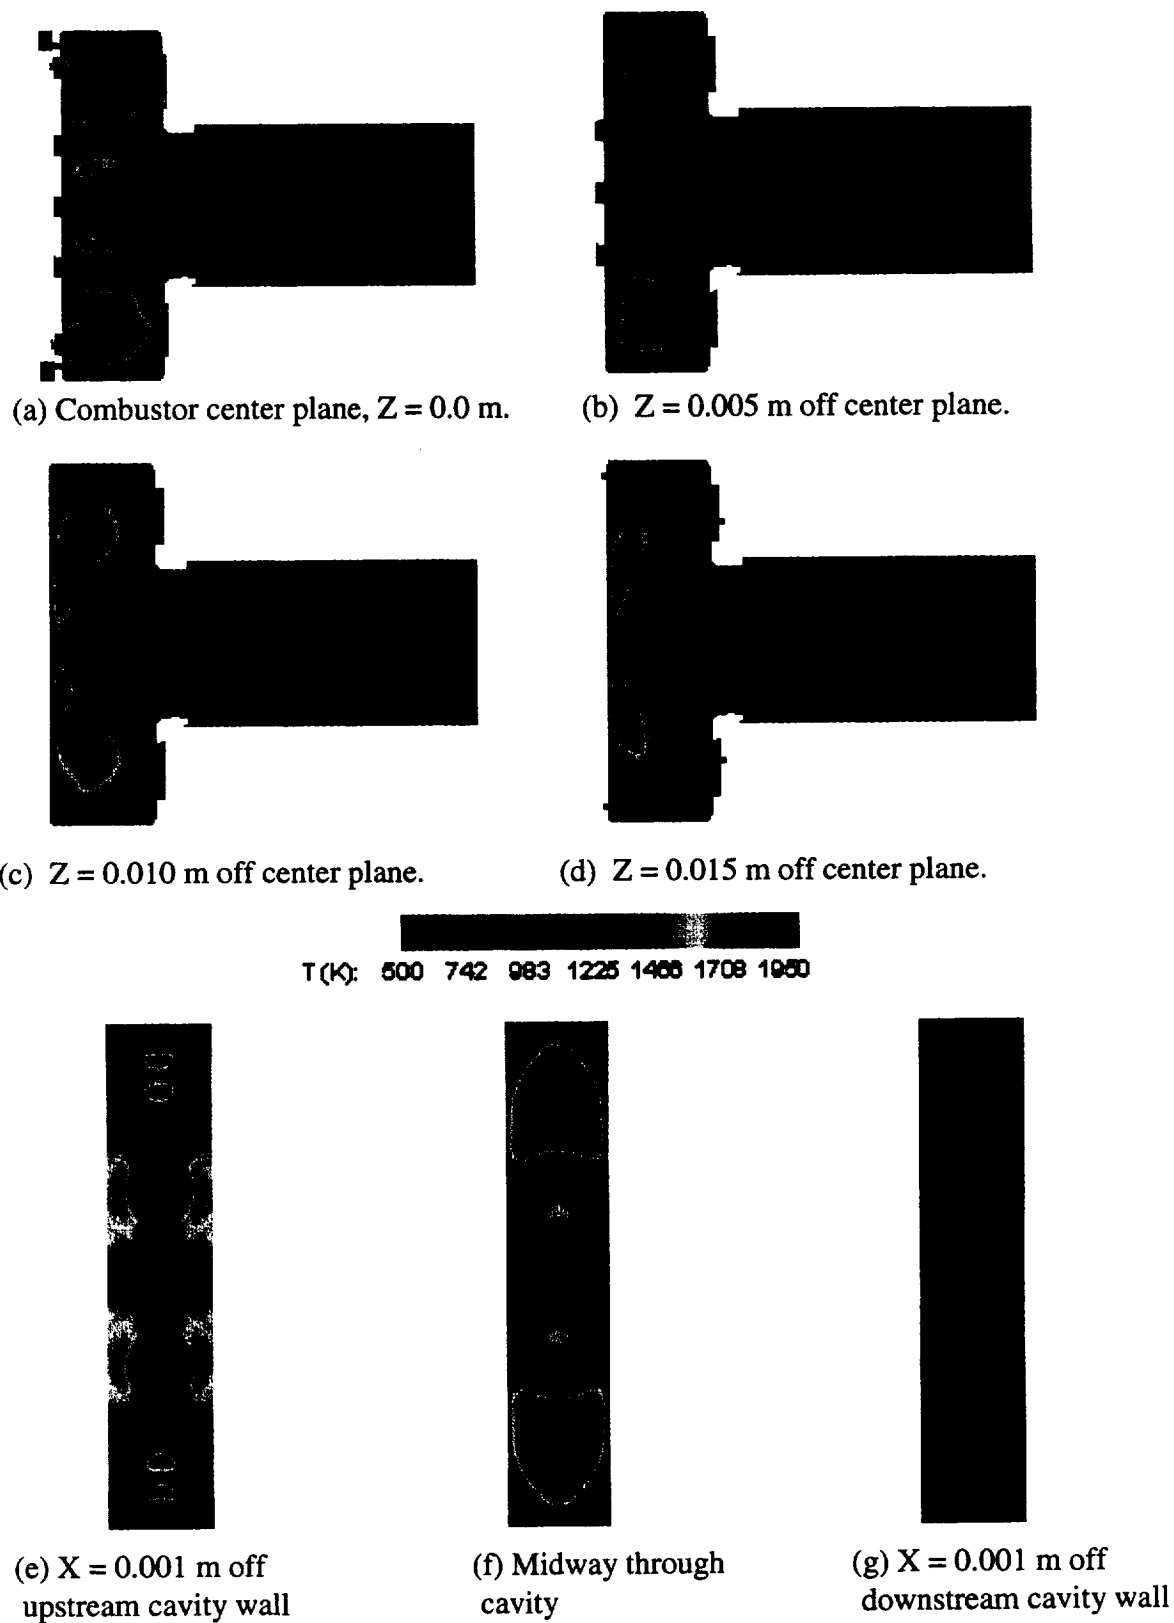 (a) Combustor center plane, Z = 0.0 m.
(b) Z = 0.005 m off center plane.
(c) Z = 0.010 m off center plane.
(d) Z = 0.015 m off center plane.
T(K): 500 742 983 1225 1466 1708 1950
(e) X = 0.001 m off
upstream cavity wall
(f) Midway through
cavity
(g) X = 0.001 m off
downstream cavity wall